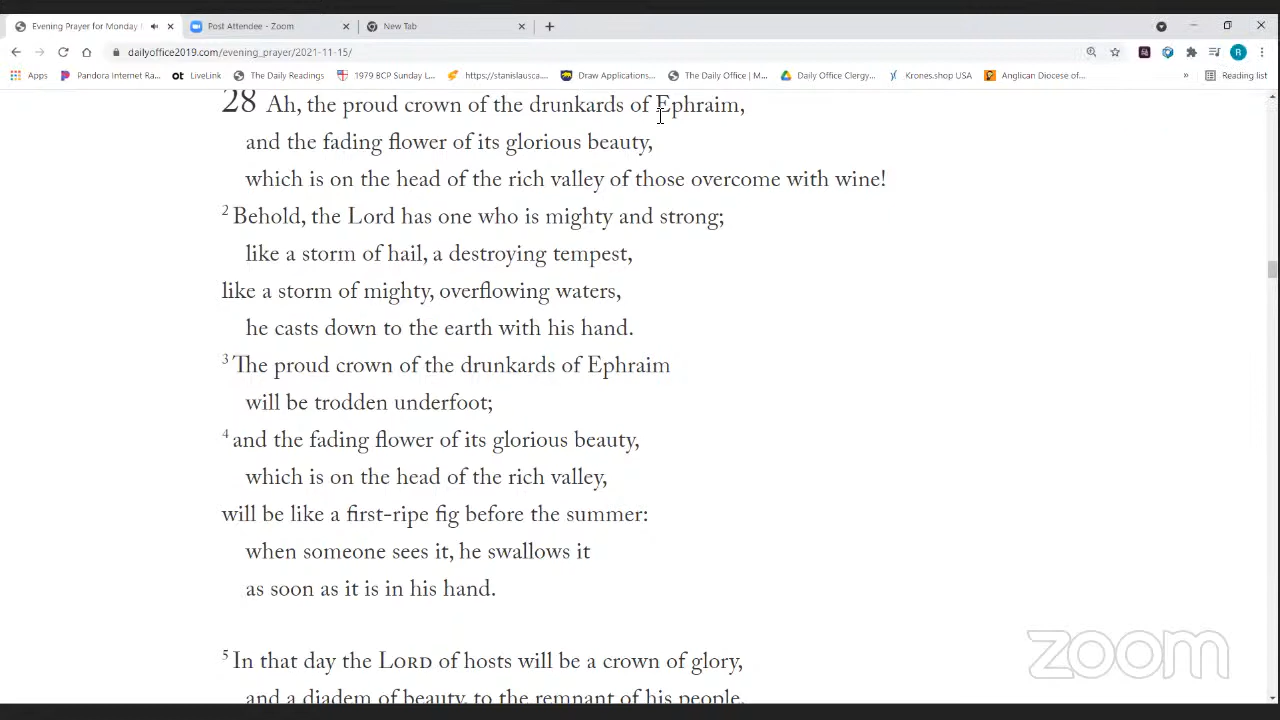 Evening Prayer for Monday
Post Attendee - Zoom
New Tab
dailyoffice2019.com/evening_prayer/2021-11-15/
Apps
Pandora Internet Ra...
ot LiveLink
The Daily Readings
1979 BCP Sunday L...
https://stanislausca...
Draw Applications...
The Daily Office | M...
Daily Office Clergy...
Krones.shop USA
Anglican Diocese of...
»
Reading list
R
28 Ah, the proud crown of the drunkards of Ephraim,
and the fading flower of its glorious beauty,
which is on the head of the rich valley of those overcome with wine!
2 Behold, the Lord has one who is mighty and strong;
like a storm of hail, a destroying tempest,
like a storm of mighty, overflowing waters,
he casts down to the earth with his hand.
3 The proud crown of the drunkards of Ephraim
will be trodden underfoot;
4 and the fading flower of its glorious beauty,
which is on the head of the rich valley,
will be like a first-ripe fig before the summer:
when someone sees it, he swallows it
as soon as it is in his hand.
5 In that day the LORD of hosts will be a crown of glory,
and a diadem of beauty, to the remnant of his people,
zoom